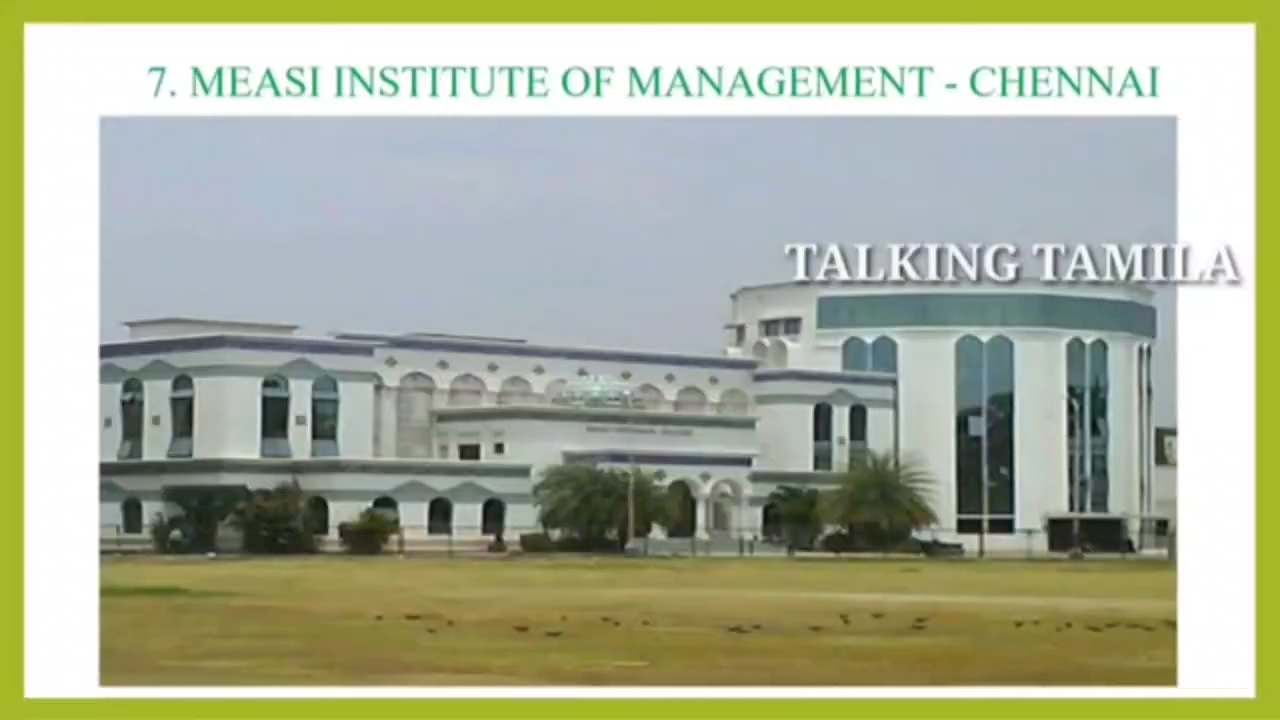 7. MEASI INSTITUTE OF MANAGEMENT - CHENNAI
TALKING TAMILA